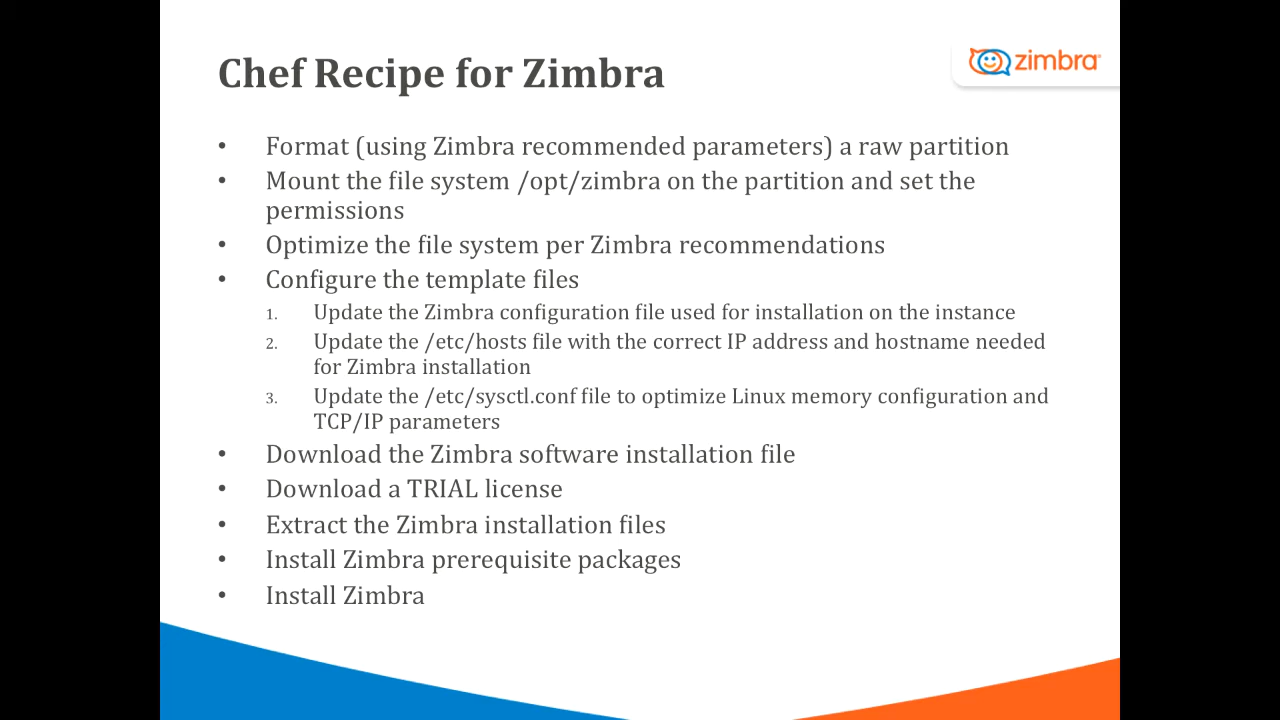 Chef Recipe for Zimbra
zimbra
• Format (using Zimbra recommended parameters) a raw partition
• Mount the file system /opt/zimbra on the partition and set the
permissions
• Optimize the file system per Zimbra recommendations
• Configure the template files
1. Update the Zimbra configuration file used for installation on the instance
2. Update the /etc/hosts file with the correct IP address and hostname needed
for Zimbra installation
3. Update the /etc/sysctl.conf file to optimize Linux memory configuration and
TCP/IP parameters
• Download the Zimbra software installation file
• Download a TRIAL license
• Extract the Zimbra installation files
• Install Zimbra prerequisite packages
• Install Zimbra